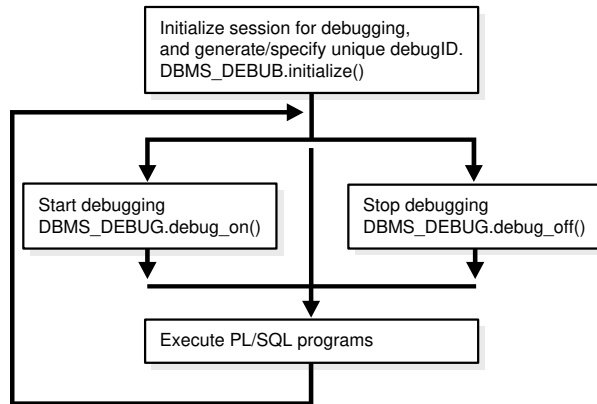 Initialize session for debugging,
and generate/specify unique debugID.
DBMS_DEBUB.initialize()
Start debugging
DBMS_DEBUG.debug_on()
Stop debugging
DBMS_DEBUG.debug_off()
Execute PL/SQL programs